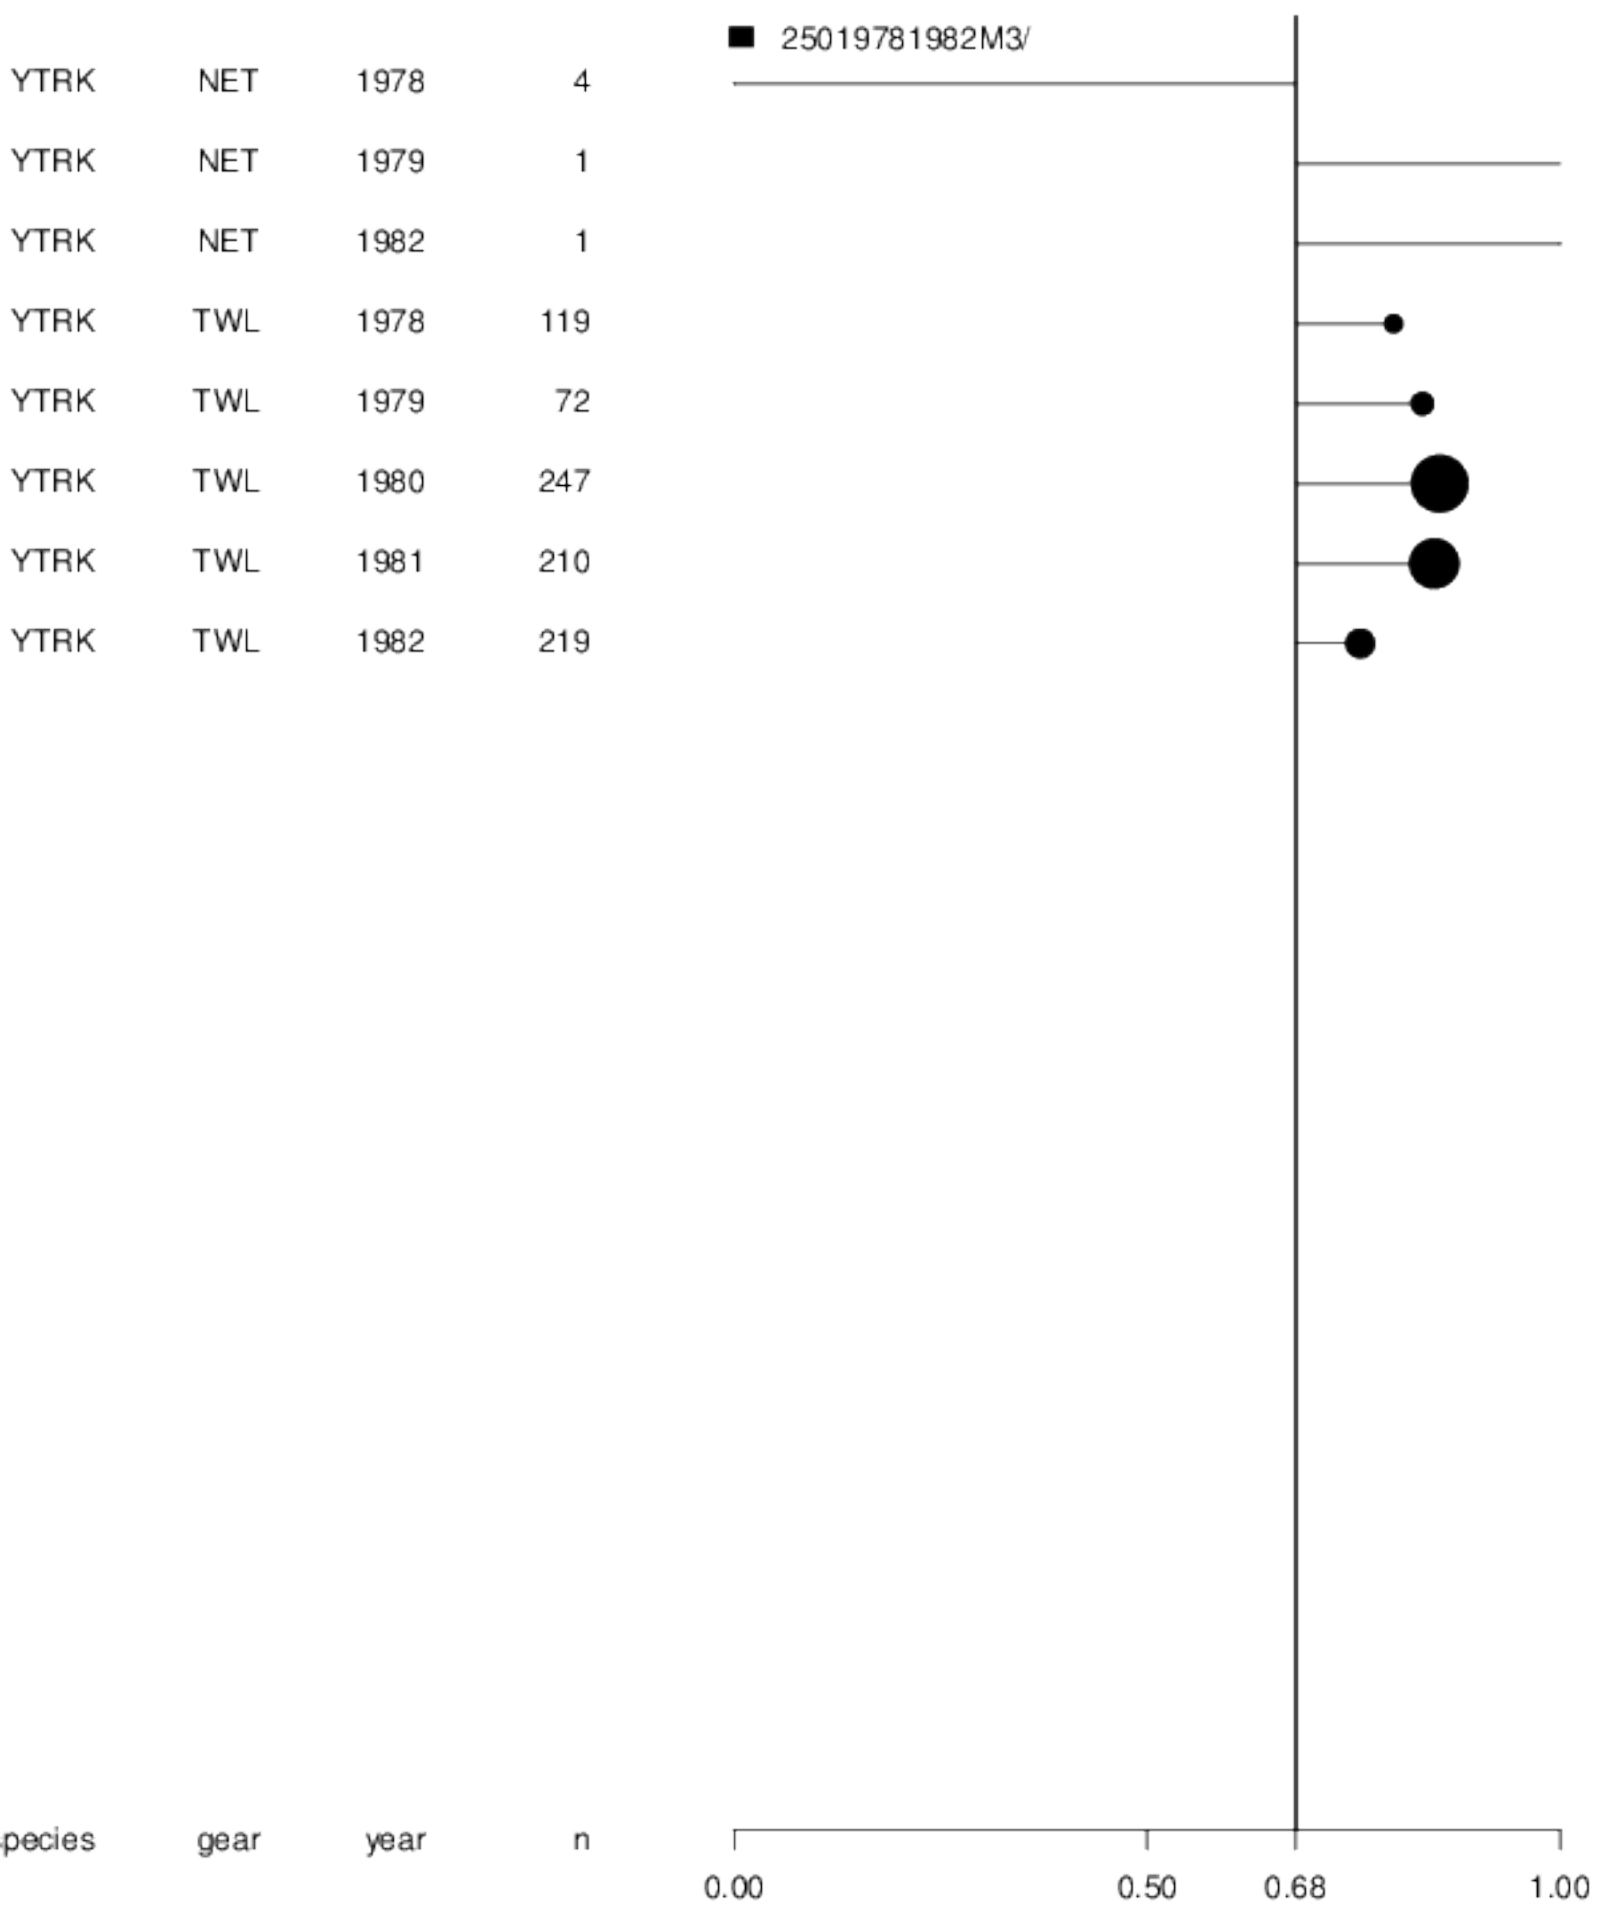 25019781982M3/
YTRK NET 1978 4
YTRK NET 1979 1
YTRK NET 1982 1
YTRK TWL 1978 119
YTRK TWL 1979 72
YTRK TWL 1980 247
YTRK TWL 1981 210
YTRK TWL 1982 219
pecies gear year n
0.00 0.50 0.68 1.00